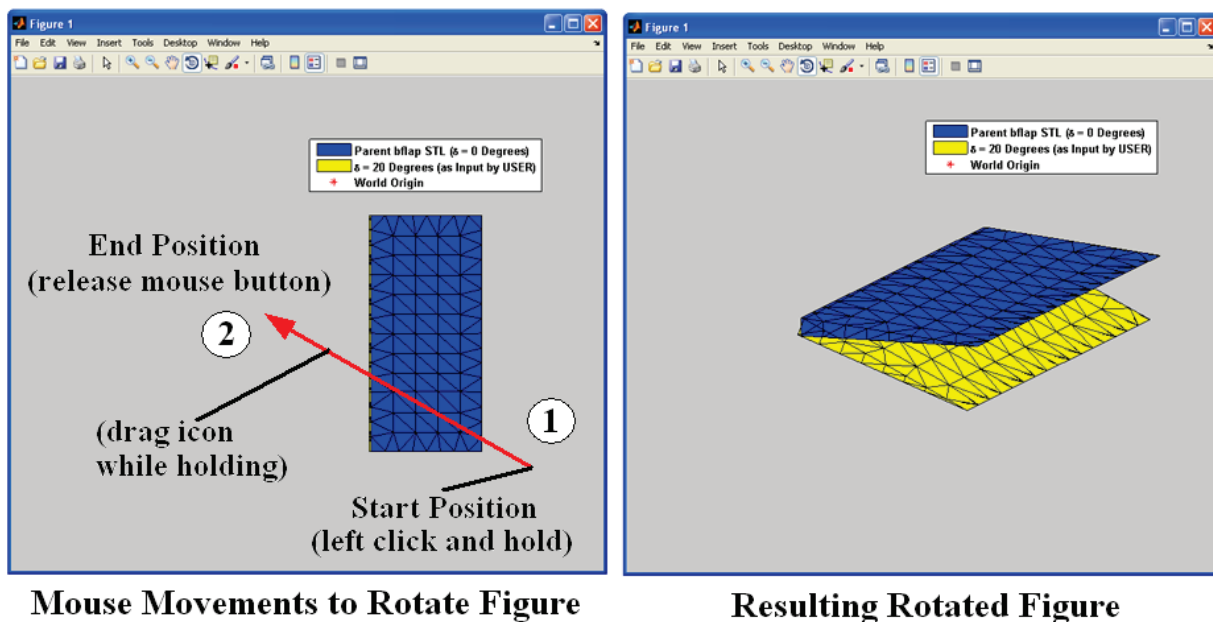 Figure 1
File Edit View Insert Tools Desktop Window Help
Parent bflap STL (δ = 0 Degrees)
δ = 20 Degrees (as Input by USER)
World Origin
End Position
(release mouse button)
2
1
(drag icon
while holding)
Start Position
(left click and hold)
Mouse Movements to Rotate Figure
Figure 1
File Edit View Insert Tools Desktop Window Help
Parent bflap STL (δ = 0 Degrees)
δ = 20 Degrees (as Input by USER)
World Origin
Resulting Rotated Figure